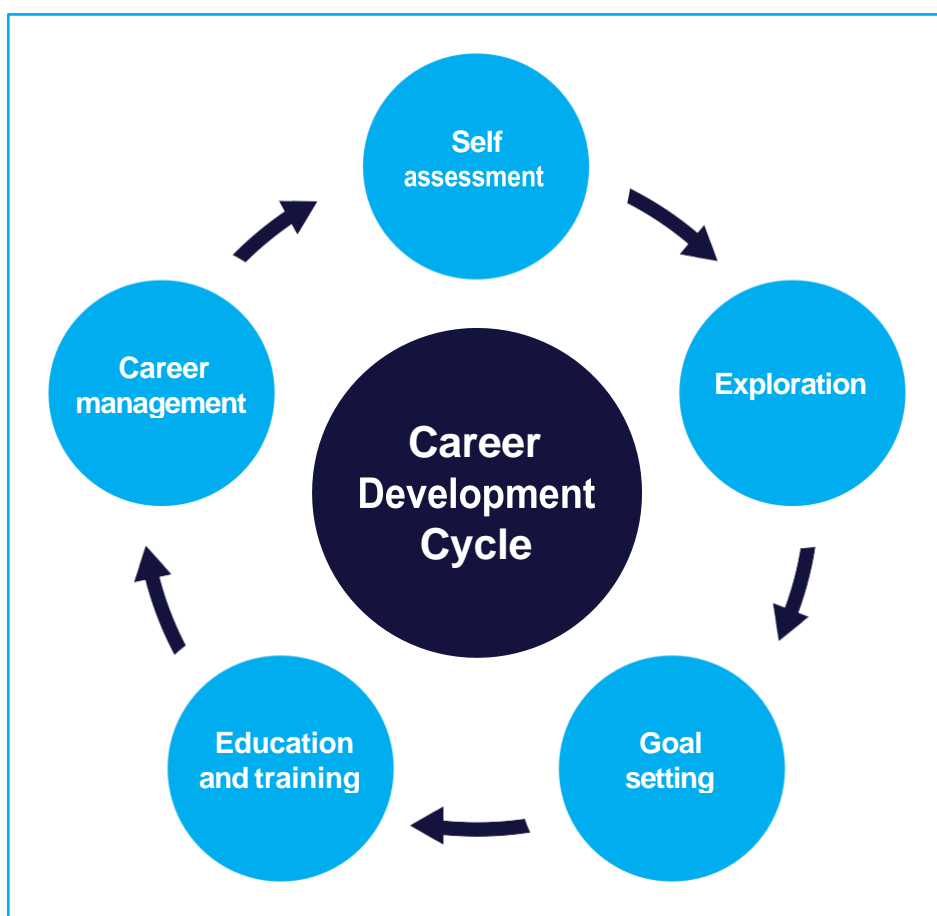 Self
assessment
Exploration
Goal
setting
Education
and training
Career
management
Career
Development
Cycle